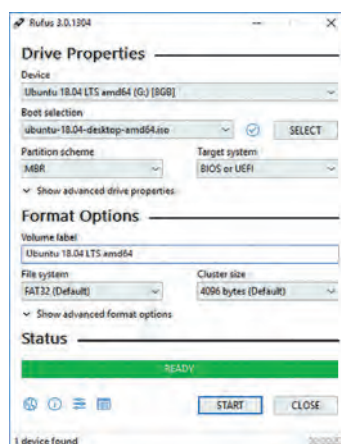 Rufus 3.0.1304
Drive Properties
Device
Ubuntu 18.04 LTS amd64 (G:) [8GB]
Boot selection
ubuntu-18.04-desktop-amd64.iso
SELECT
Partition scheme Target system
MBR BIOS or UEFI
Show advanced drive properties
Format Options
Volume label
Ubuntu 18.04 LTS amd64
File system Cluster size
FAT32 (Default) 4096 bytes (Default)
Show advanced format options
Status
READY
START CLOSE
1 device found